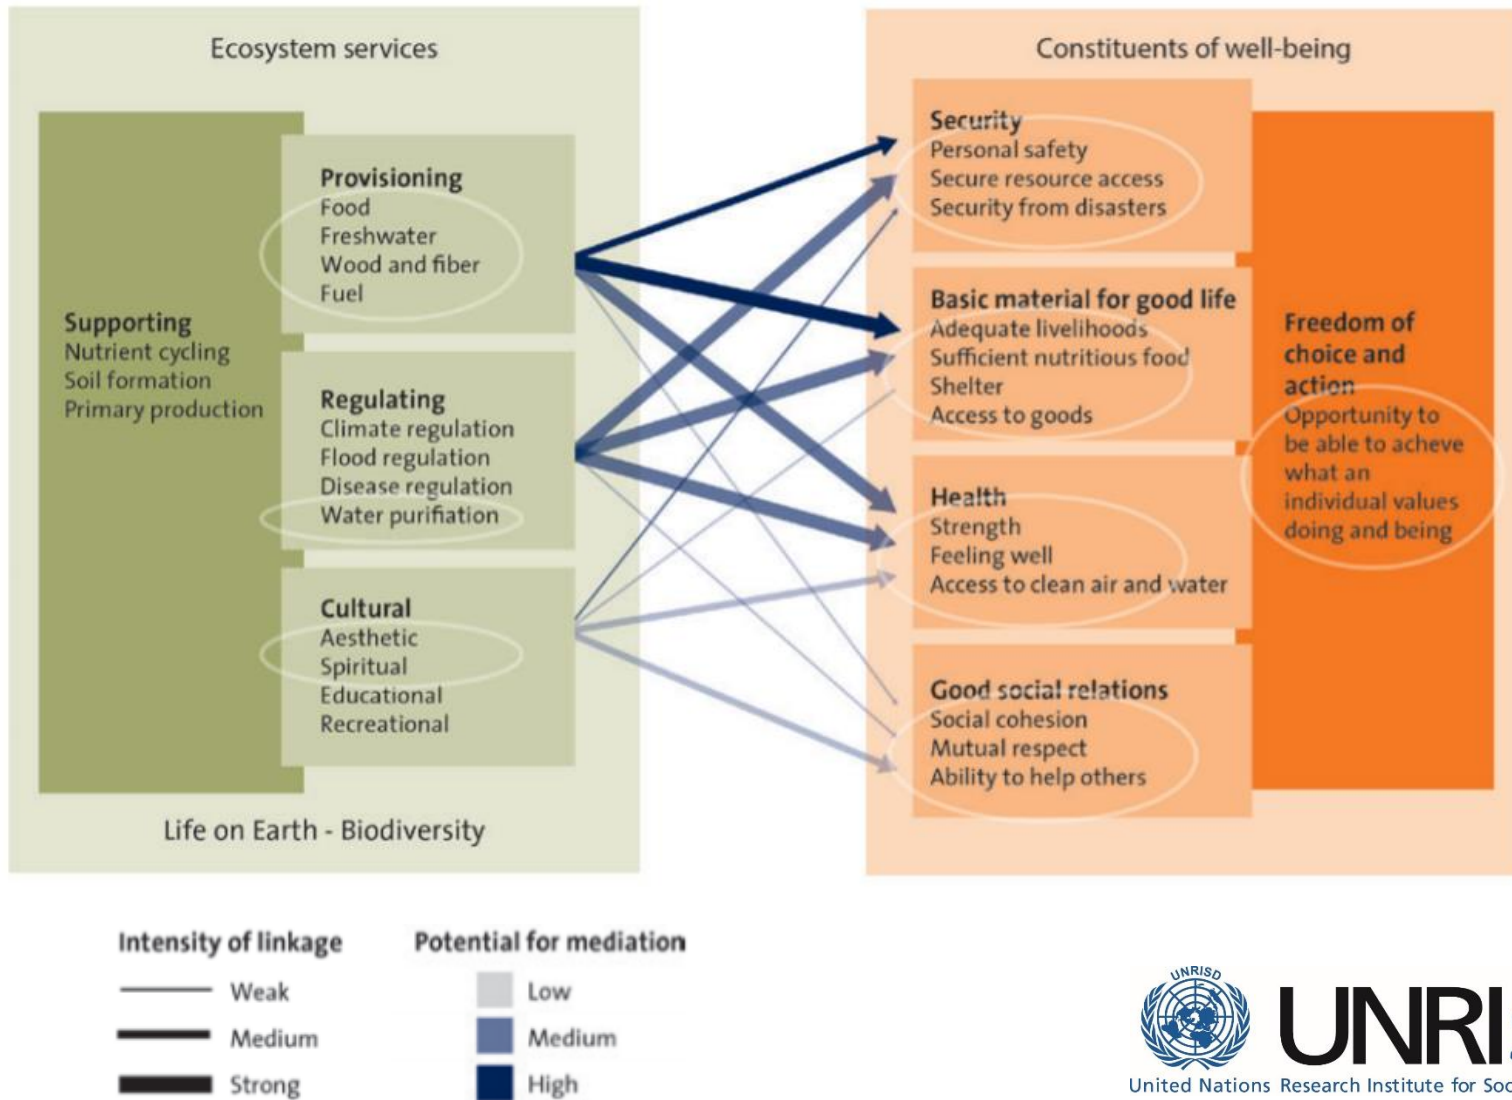 Ecosystem services
Supporting
Nutrient cycling
Soil formation
Primary production
Provisioning
Food
Freshwater
Wood and fiber
Fuel
Regulating
Climate regulation
Flood regulation
Disease regulation
Water purifiation
Cultural
Aesthetic
Spiritual
Educational
Recreational
Life on Earth - Biodiversity
Constituents of well-being
Security
Personal safety
Secure resource access
Security from disasters
Basic material for good life
Adequate livelihoods
Sufficient nutritious food
Shelter
Access to goods
Health
Strength
Feeling well
Access to clean air and water
Good social relations
Social cohesion
Mutual respect
Ability to help others
Freedom of
choice and
action
Opportunity to
be able to acheve
what an
individual values
doing and being
Intensity of linkage
Weak
Medium
Strong
Potential for mediation
Low
Medium
High
UNRISD
UNRI
United Nations Research Institute for Soc